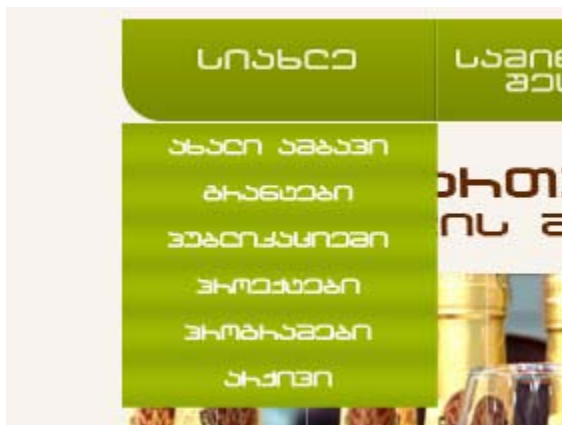 სიახლე
ახალი ამბავი
გრანტები
პუბლიკაციები
პროექტები
პროგრამები
არქივი